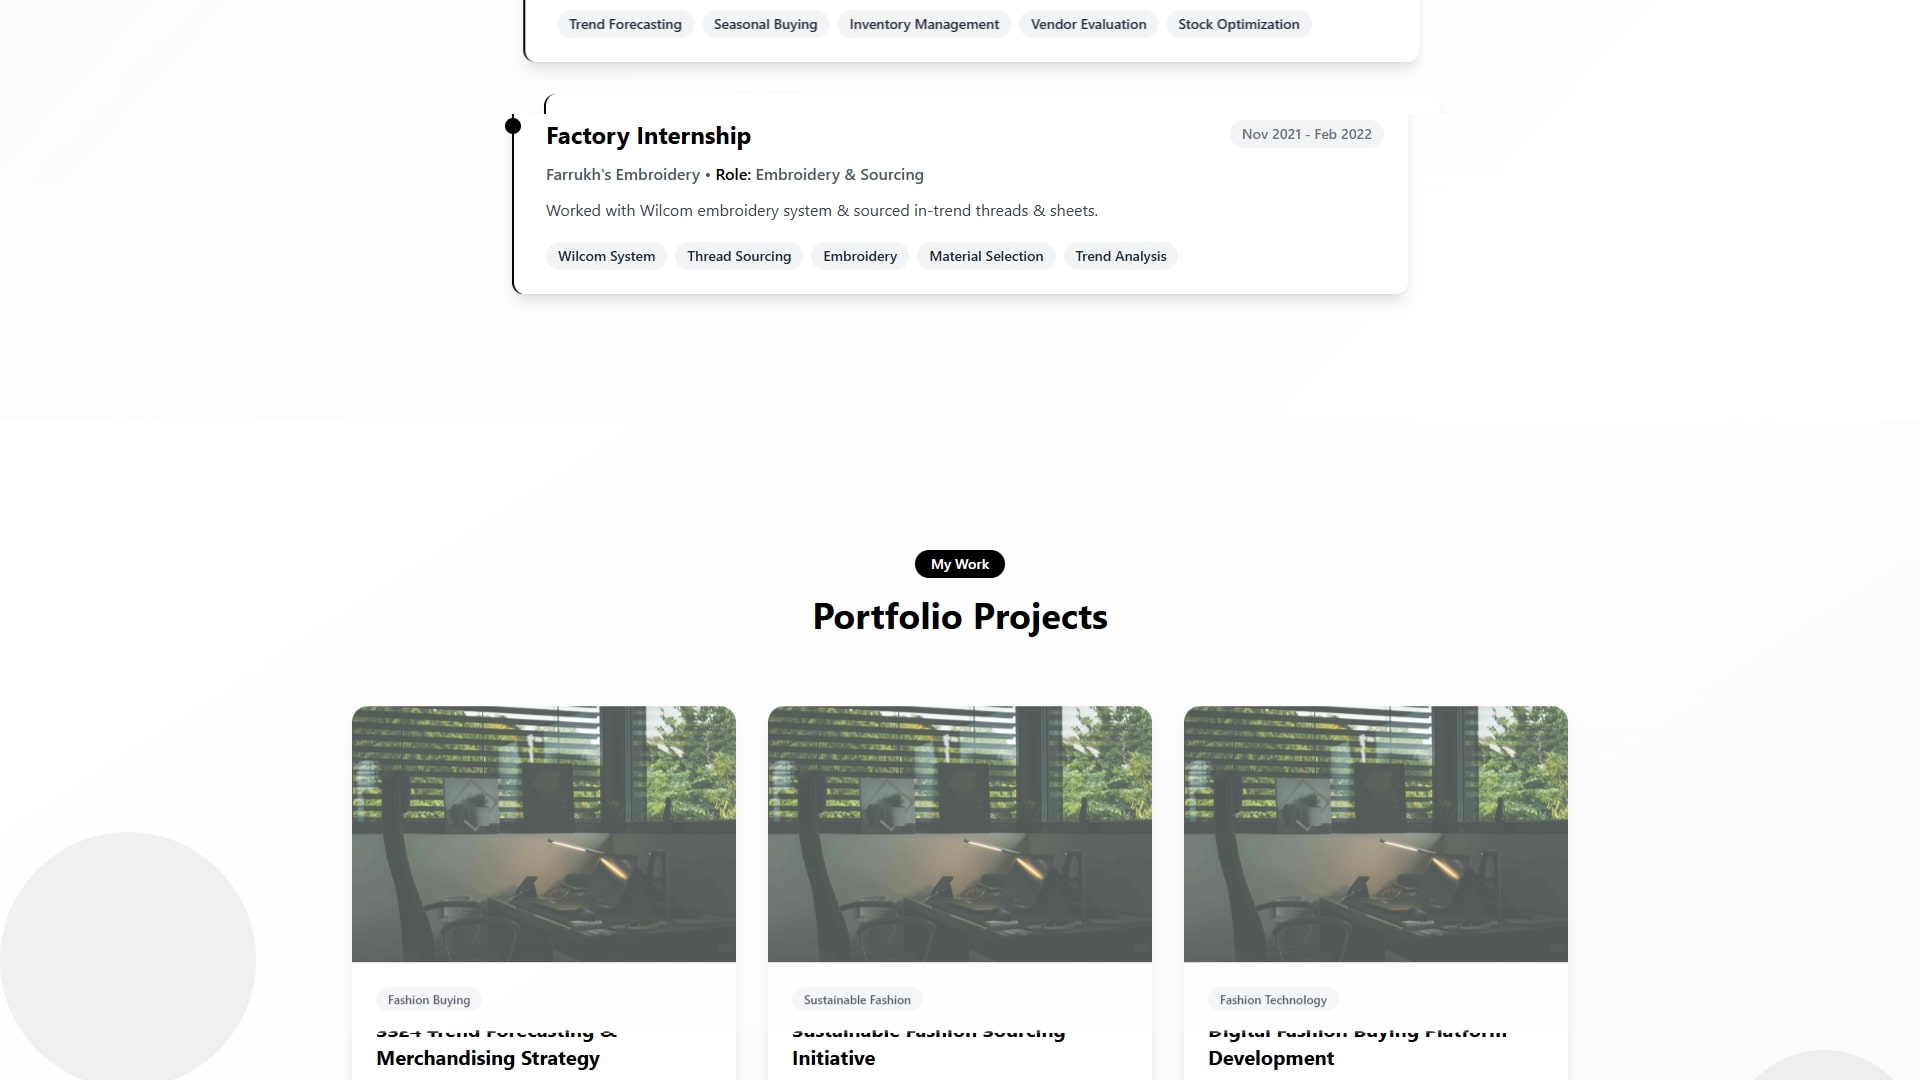 Trend Forecasting Seasonal Buying Inventory Management Vendor Evaluation Stock Optimization
Factory Internship Nov 2021 - Feb 2022
Farrukh's Embroidery • Role: Embroidery & Sourcing
Worked with Wilcom embroidery system & sourced in-trend threads & sheets.
Wilcom System Thread Sourcing Embroidery Material Selection Trend Analysis
My Work
Portfolio Projects
Fashion Buying
SS24 Trend Forecasting &
Merchandising Strategy
Sustainable Fashion
Sustainable Fashion Sourcing
Initiative
Fashion Technology
Digital Fashion Buying Platform
Development